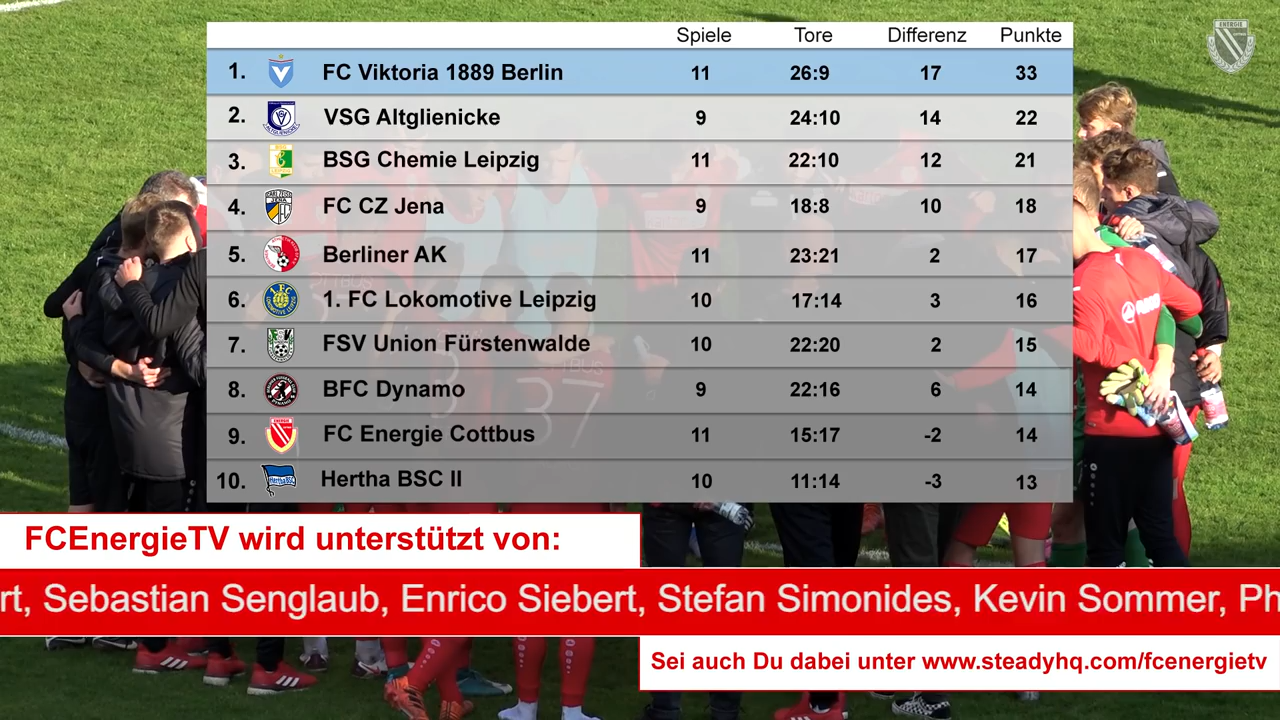 Spiele Tore Differenz Punkte
1. FC Viktoria 1889 Berlin 11 26:9 17 33
2. VSG Altglienicke 9 24:10 14 22
3. BSG Chemie Leipzig 11 22:10 12 21
4. FC CZ Jena 9 18:8 10 18
5. Berliner AK 11 23:21 2 17
6. 1. FC Lokomotive Leipzig 10 17:14 3 16
7. FSV Union Fürstenwalde 10 22:20 2 15
8. BFC Dynamo 9 22:16 6 14
9. FC Energie Cottbus 11 15:17 -2 14
10. Hertha BSC II 10 11:14 -3 13
FCEnergieTV wird unterstützt von:
rt, Sebastian Senglaub, Enrico Siebert, Stefan Simonides, Kevin Sommer, Ph
Sei auch Du dabei unter www.steadyhq.com/fcenergietv
ENERGIE
37